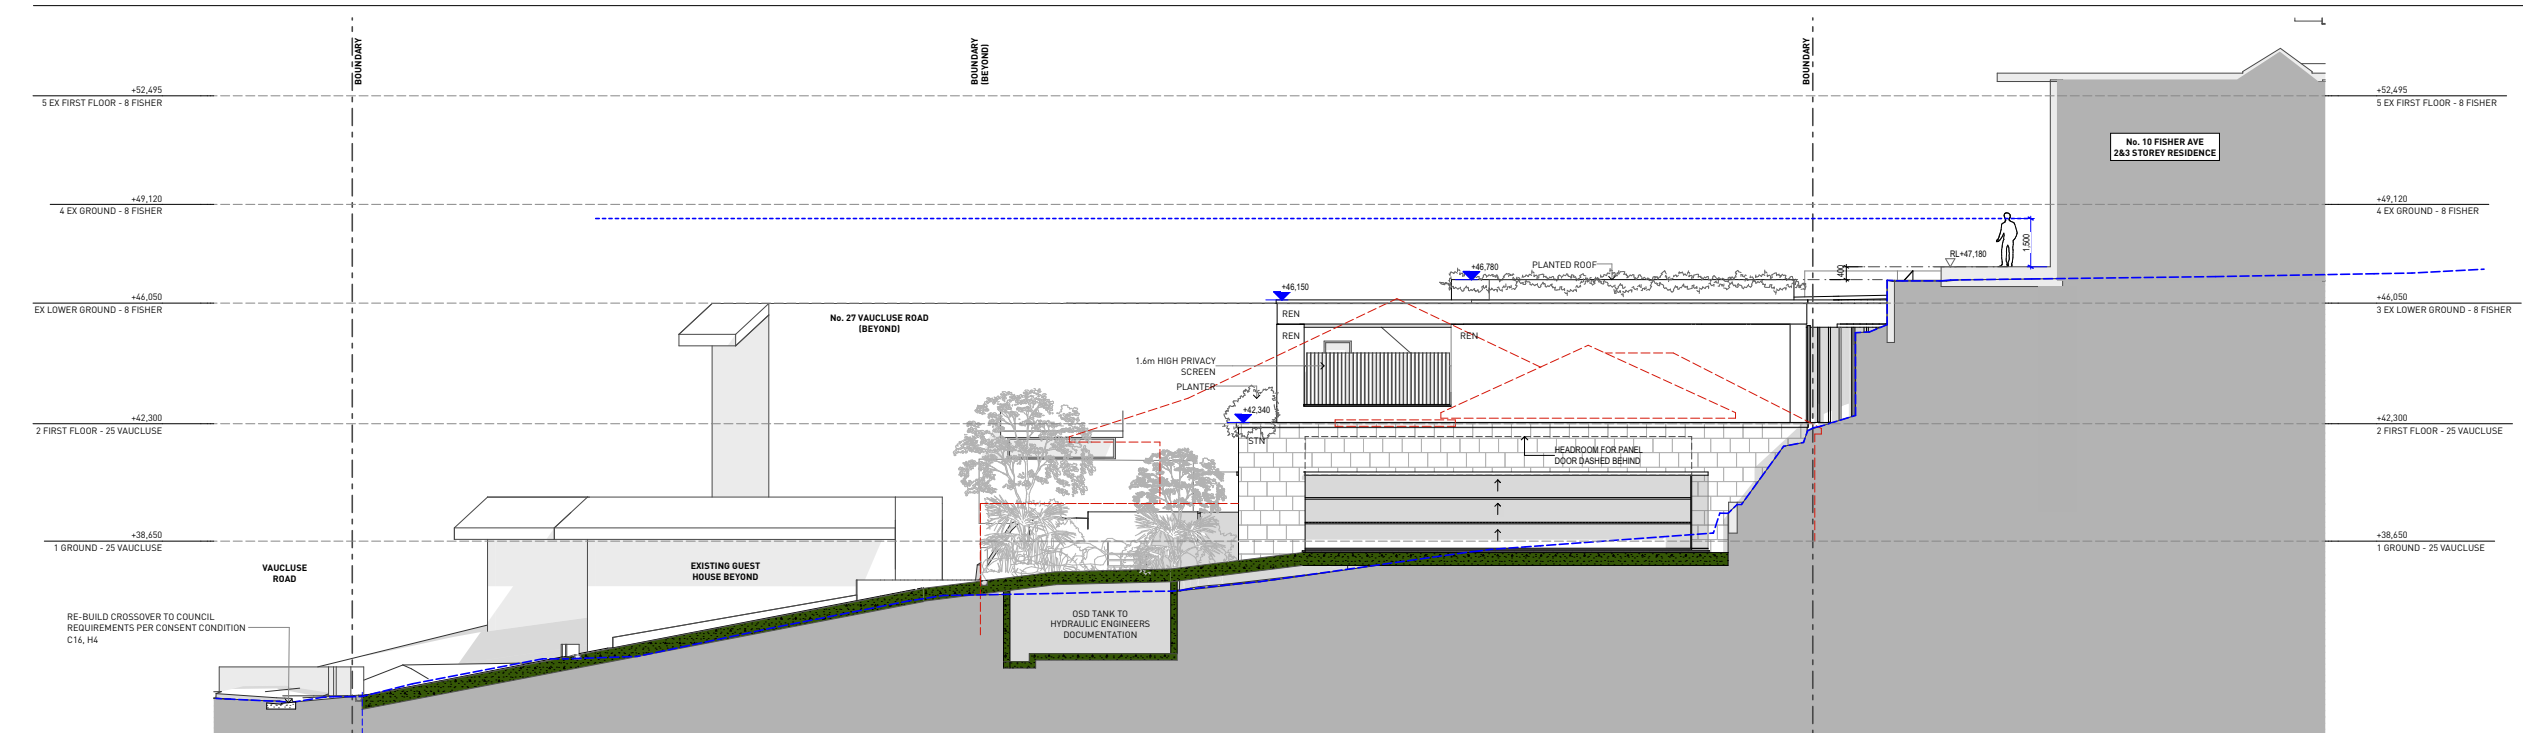 BOUNDARY
BOUNDARY
(BEYOND)
BOUNDARY
+52,495
5 EX FIRST FLOOR - 8 FISHER
+52,495
5 EX FIRST FLOOR - 8 FISHER
No. 10 FISHER AVE
2&3 STOREY RESIDENCE
+49,120
4 EX GROUND - 8 FISHER
+49,120
4 EX GROUND - 8 FISHER
1,500
RL+47,180
400
PLANTED ROOF
+46,780
+46,150
+46,050
EX LOWER GROUND - 8 FISHER
+46,050
3 EX LOWER GROUND - 8 FISHER
No. 27 VAUCLUSE ROAD
(BEYOND)
REN
REN
REN
1.6m HIGH PRIVACY
SCREEN
PLANTER
+42,340
+42,300
2 FIRST FLOOR - 25 VAUCLUSE
+42,300
2 FIRST FLOOR - 25 VAUCLUSE
STN
HEADROOM FOR PANEL
DOOR DASHED BEHIND
+38,650
1 GROUND - 25 VAUCLUSE
+38,650
1 GROUND - 25 VAUCLUSE
VAUCLUSE
ROAD
EXISTING GUEST
HOUSE BEYOND
RE-BUILD CROSSOVER TO COUNCIL
REQUIREMENTS PER CONSENT CONDITION
C16, H4
OSD TANK TO
HYDRAULIC ENGINEERS
DOCUMENTATION